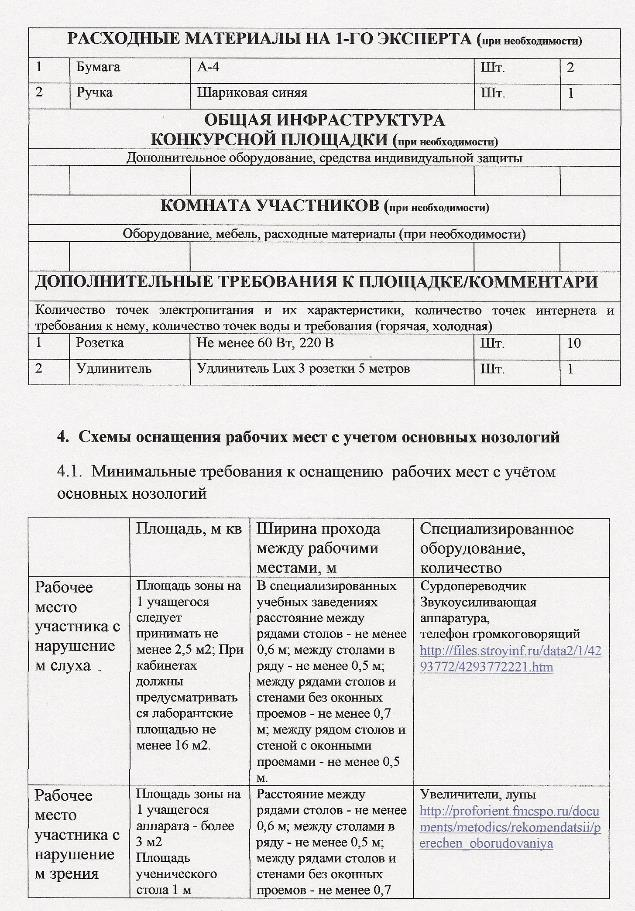 РАСХОДНЫЕ МАТЕРИАЛЫ НА 1-ГО ЭКСПЕРТА (при необходимости)
1 Бумага А-4 Шт. 2
2 Ручка Шариковая синяя Шт. 1
ОБЩАЯ ИНФРАСТРУКТУРА
КОНКУРСНОЙ ПЛОЩАДКИ (при необходимости)
Дополнительное оборудование, средства индивидуальной защиты
КОМНАТА УЧАСТНИКОВ (при необходимости)
Оборудование, мебель, расходные материалы (при необходимости)
ДОПОЛНИТЕЛЬНЫЕ ТРЕБОВАНИЯ К ПЛОЩАДКЕ/КОММЕНТАРИ
Количество точек электропитания и их характеристики, количество точек интернета и
требования к нему, количество точек воды и требования (горячая, холодная)
1 Розетка Не менее 60 Вт, 220 В Шт. 10
2 Удлинитель Удлинитель Lux 3 розетки 5 метров Шт. 1
4. Схемы оснащения рабочих мест с учетом основных нозологий
4.1. Минимальные требования к оснащению рабочих мест с учётом
основных нозологий
Площадь, м кв
Ширина прохода
между рабочими
местами, м
Специализированное
оборудование,
количество
Рабочее
место
участника с
нарушение
м слуха .
Площадь зоны на
1 учащегося
следует
принимать не
менее 2,5 м2; При
кабинетах
должны
предусматривать
ся лаборантские
площадью не
менее 16 м2.
В специализированных
учебных заведениях
расстояние между
рядами столов - не менее
0,6 м; между столами в
ряду - не менее 0,5 м;
между рядами столов и
стенами без оконных
проемов - не менее 0,7
м; между рядом столов и
стеной с оконными
проемами - не менее 0,5
м.
Сурдопереводчик
Звукоусиливающая
аппаратура,
телефон громкоговорящий
http://files.stroyinf.ru/data2/1/42
93772/4293772221.htm
Рабочее
место
участника с
нарушение
м зрения
Площадь зоны на
1 учащегося
аппарата - более
3 м2
Площадь
ученического
стола 1 м
Расстояние между
рядами столов - не менее
0,6 м; между столами в
ряду - не менее 0,5 м;
между рядами столов и
стенами без оконных
проемов - не менее 0,7
Увеличители, лупы
http://proforient.fmcspo.ru/docu
ments/metodics/rekomendatsii/p
erechen_oborudovaniya